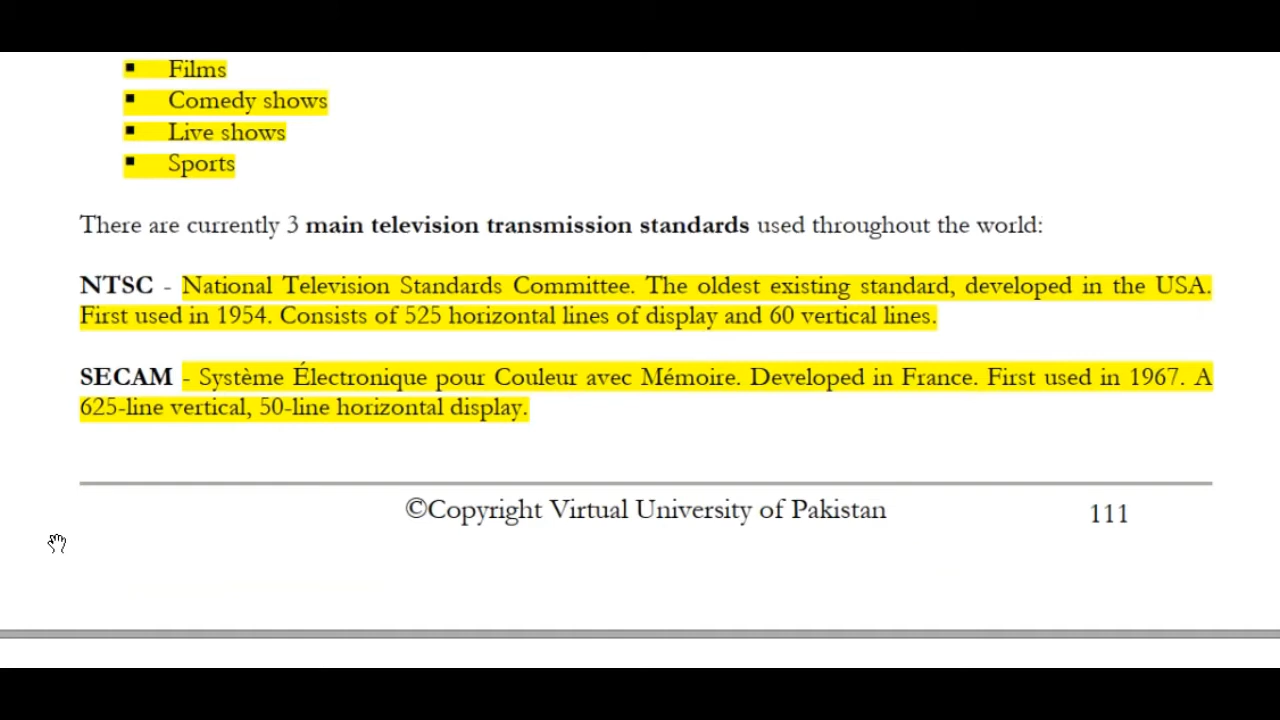 ▪ Films
▪ Comedy shows
▪ Live shows
▪ Sports
There are currently 3 main television transmission standards used throughout the world:
NTSC - National Television Standards Committee. The oldest existing standard, developed in the USA.
First used in 1954. Consists of 525 horizontal lines of display and 60 vertical lines.
SECAM - Système Électronique pour Couleur avec Mémoire. Developed in France. First used in 1967. A
625-line vertical, 50-line horizontal display.
©Copyright Virtual University of Pakistan 111